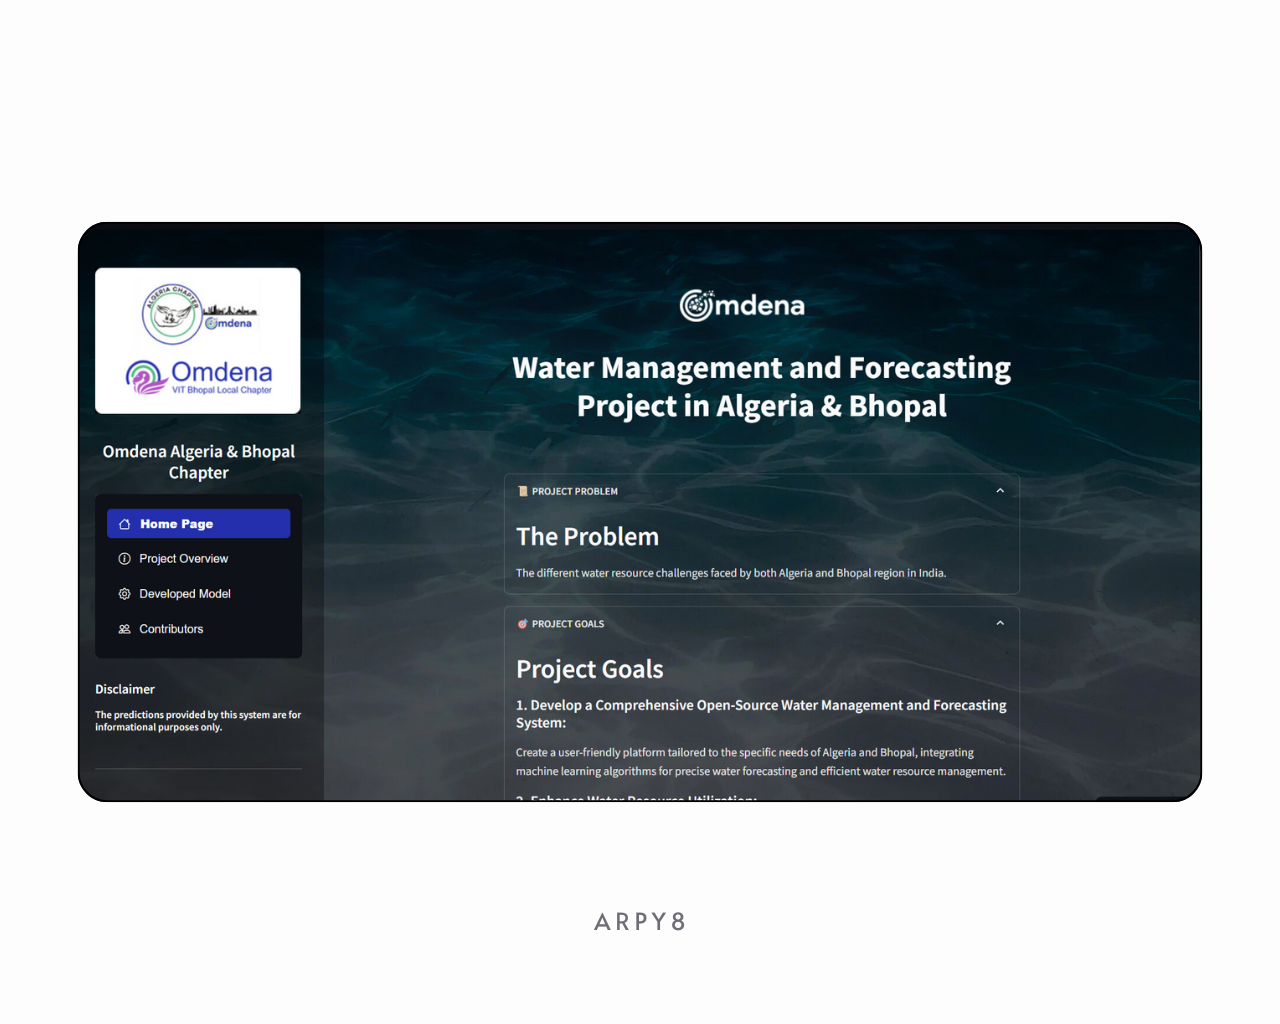 ALGERIA CHAPTER
Omdena
Omdena
VIT Bhopal Local Chapter
Omdena Algeria & Bhopal
Chapter
Home Page
Project Overview
Developed Model
Contributors
Disclaimer
The predictions provided by this system are for
informational purposes only.
Omdena
Water Management and Forecasting
Project in Algeria & Bhopal
PROJECT PROBLEM
The Problem
The different water resource challenges faced by both Algeria and Bhopal region in India.
PROJECT GOALS
Project Goals
1. Develop a Comprehensive Open-Source Water Management and Forecasting
System:
Create a user-friendly platform tailored to the specific needs of Algeria and Bhopal, integrating
machine learning algorithms for precise water forecasting and efficient water resource management.
2. Enhance Water Resource Utilization:
ARPY8